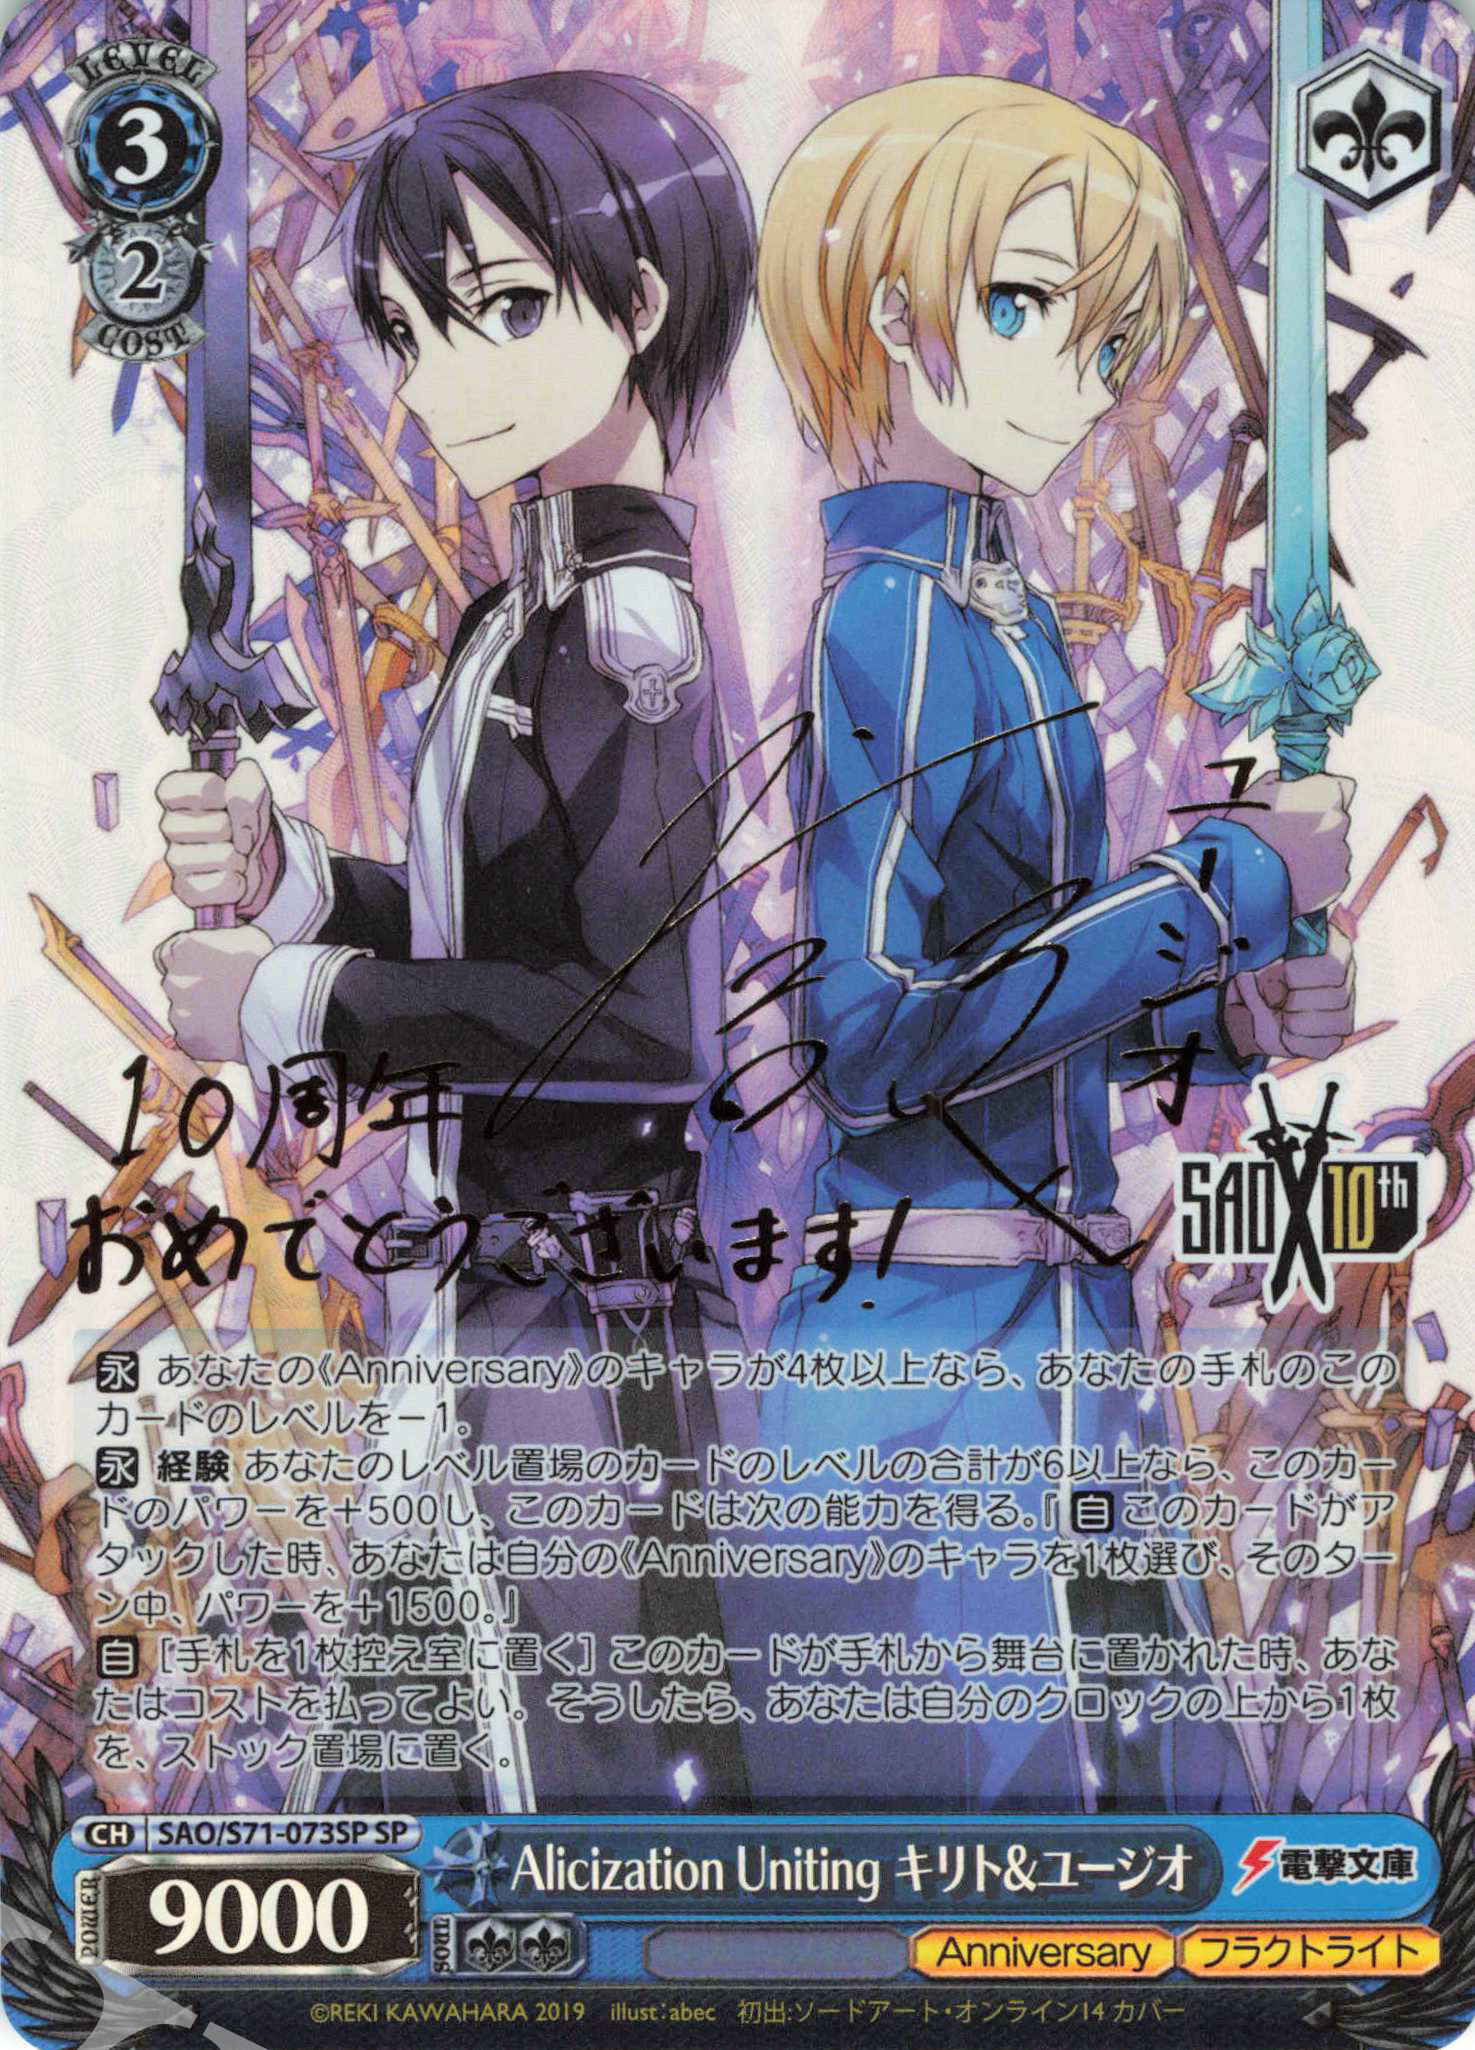 LEVEL
3
2
COST
ユージオ
10周年
おめでとうございます!
SAO 10th
永 あなたの《Anniversary》のキャラが4枚以上なら、あなたの手札のこの
カードのレベルを－1。
永 経験 あなたのレベル置場のカードのレベルの合計が6以上なら、このカー
ドのパワーを＋500し、このカードは次の能力を得る。『自 このカードがア
タックした時、あなたは自分の《Anniversary》のキャラを1枚選び、そのター
ン中、パワーを＋1500。』
自 [手札を1枚控え室に置く] このカードが手札から舞台に置かれた時、あな
たはコストを払ってよい。そうしたら、あなたは自分のクロックの上から1枚
を、ストック置場に置く。
CH SAO/S71-073SP SP
Alicization Uniting キリト&ユージオ
電撃文庫
POWER 9000
SOUL
Anniversary フラクトライト
©REKI KAWAHARA 2019 illust:abec 初出:ソードアート・オンライン14 カバー